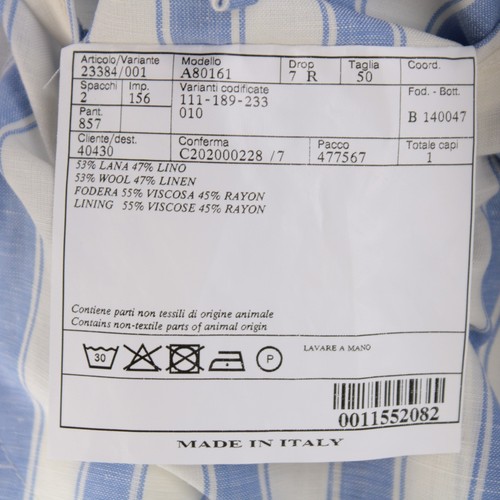 Articolo/Variante Modello Drop Taglia Coord.
23384/001 A80161 7 R 50
Spacchi Imp. Varianti codificate Fod. - Bott.
2 156 111-189-233
Pant. 010 B 140047
857
Cliente/dest. Conferma Pacco Totale capi
40430 C202000228 /7 477567 1
53% LANA 47% LINO
53% WOOL 47% LINEN
FODERA 55% VISCOSA 45% RAYON
LINING 55% VISCOSE 45% RAYON
Contiene parti non tessili di origine animale
Contains non-textile parts of animal origin
30 P LAVARE A MANO
0011552082
MADE IN ITALY